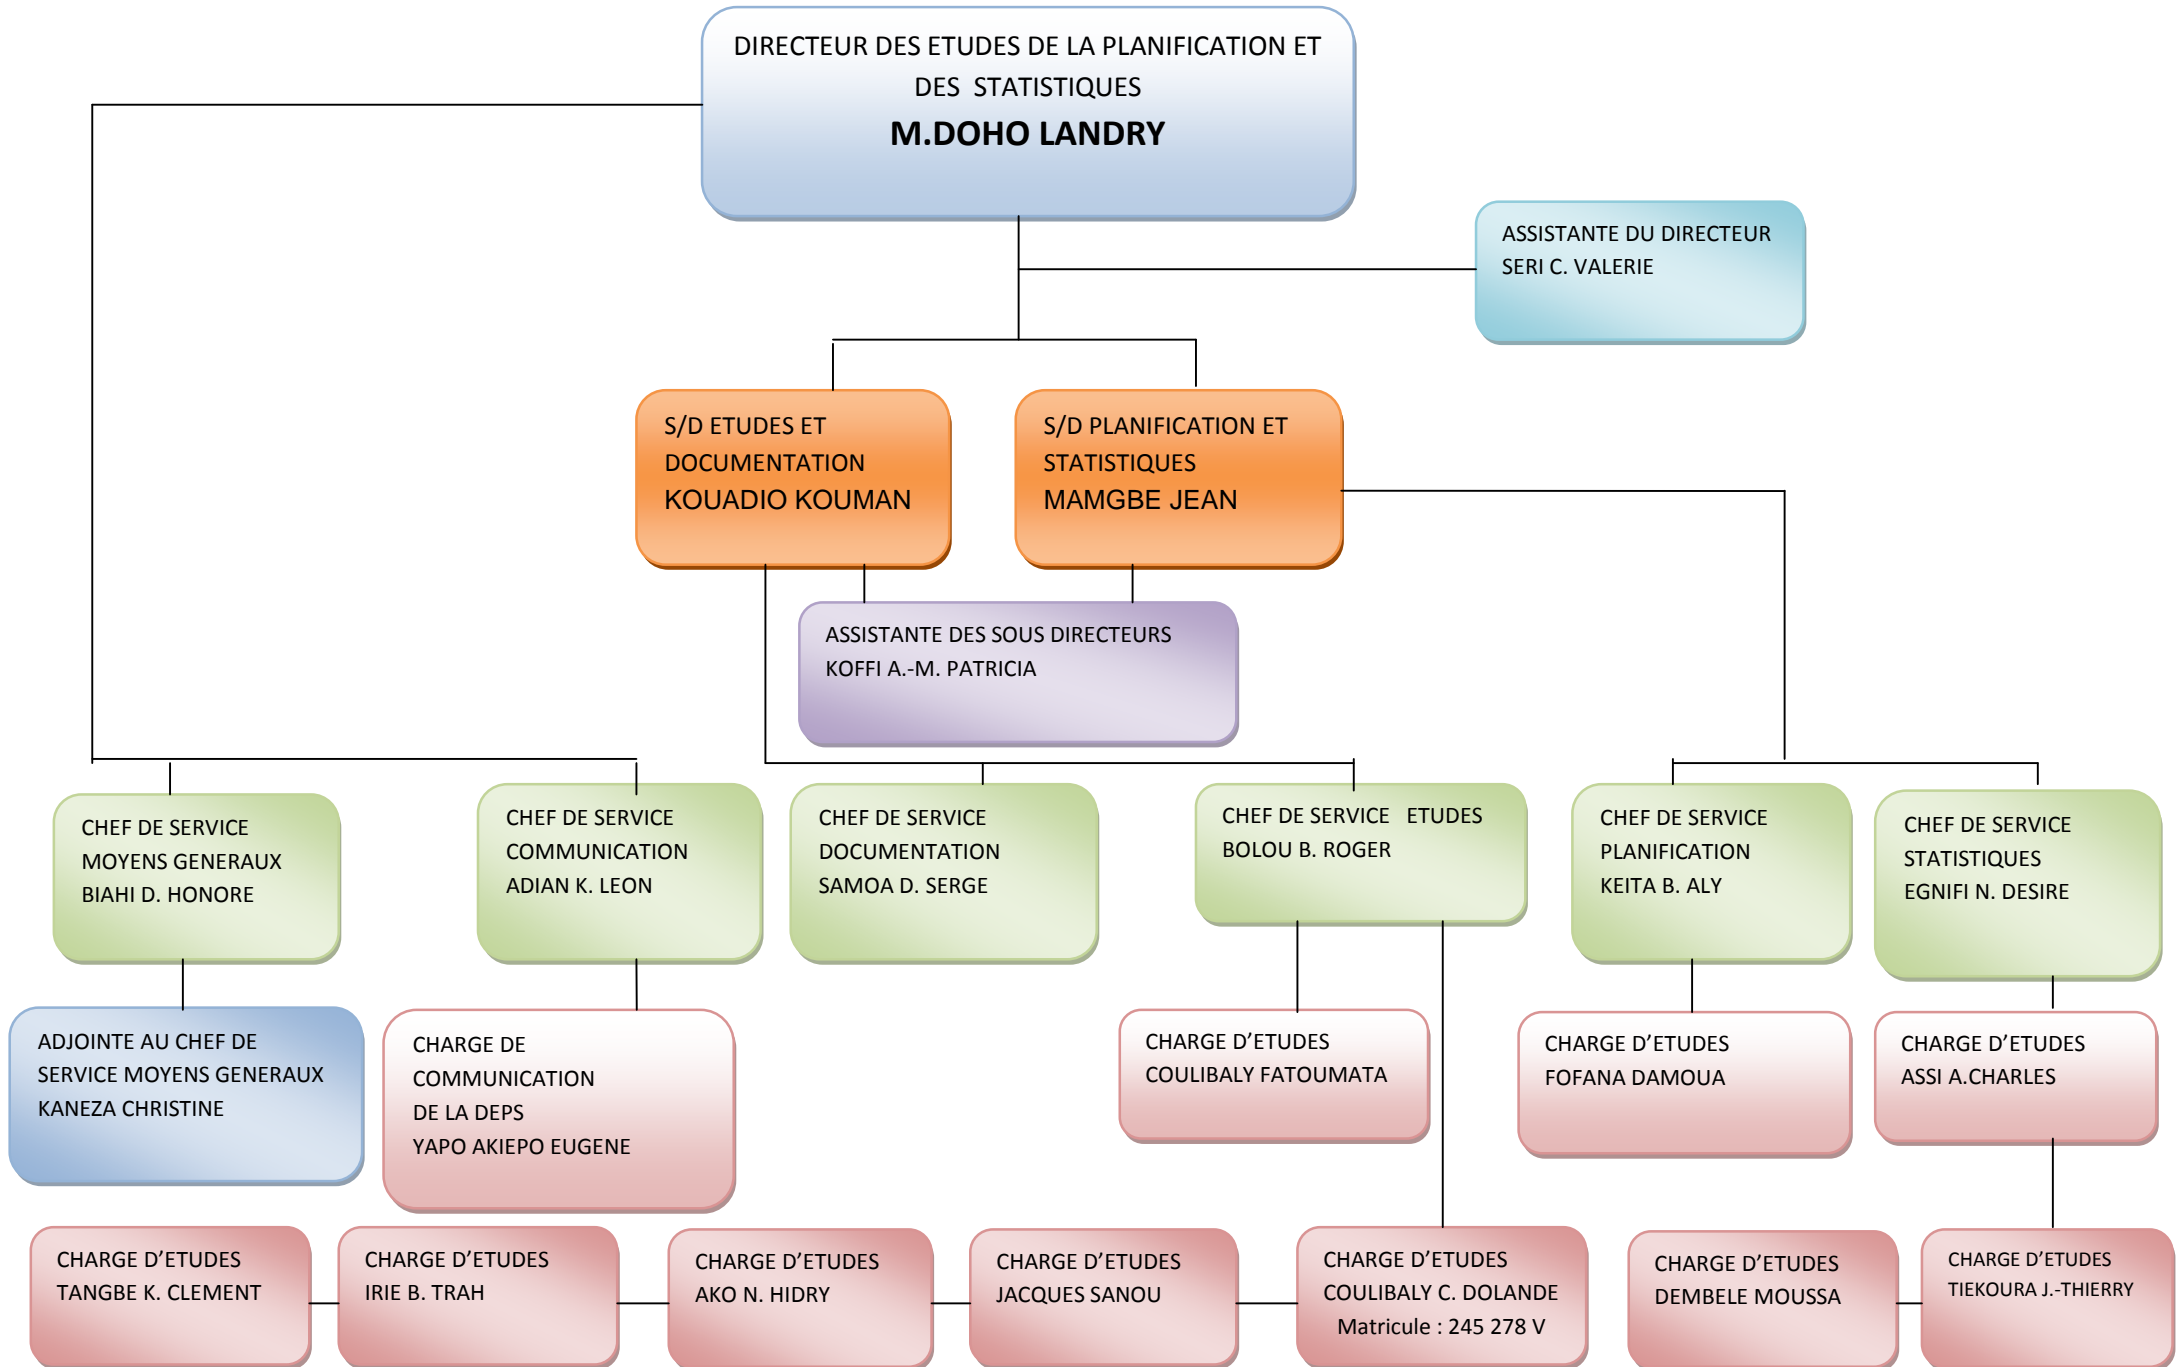 DIRECTEUR DES ETUDES DE LA PLANIFICATION ET
DES STATISTIQUES
M.DOHO LANDRY
ASSISTANTE DU DIRECTEUR
SERI C. VALERIE
S/D ETUDES ET
DOCUMENTATION
KOUADIO KOUMAN
S/D PLANIFICATION ET
STATISTIQUES
MAMGBE JEAN
ASSISTANTE DES SOUS DIRECTEURS
KOFFI A.-M. PATRICIA
CHEF DE SERVICE
MOYENS GENERAUX
BIAHI D. HONORE
CHEF DE SERVICE
COMMUNICATION
ADIAN K. LEON
CHEF DE SERVICE
DOCUMENTATION
SAMOA D. SERGE
CHEF DE SERVICE ETUDES
BOLOU B. ROGER
CHEF DE SERVICE
PLANIFICATION
KEITA B. ALY
CHEF DE SERVICE
STATISTIQUES
EGNIFI N. DESIRE
ADJOINTE AU CHEF DE
SERVICE MOYENS GENERAUX
KANEZA CHRISTINE
CHARGE DE
COMMUNICATION
DE LA DEPS
YAPO AKIEPO EUGENE
CHARGE D'ETUDES
COULIBALY FATOUMATA
CHARGE D'ETUDES
FOFANA DAMOUA
CHARGE D'ETUDES
ASSI A.CHARLES
CHARGE D'ETUDES
TANGBE K. CLEMENT
CHARGE D'ETUDES
IRIE B. TRAH
CHARGE D'ETUDES
AKO N. HIDRY
CHARGE D'ETUDES
JACQUES SANOU
CHARGE D'ETUDES
COULIBALY C. DOLANDE
Matricule : 245 278 V
CHARGE D'ETUDES
DEMBELE MOUSSA
CHARGE D'ETUDES
TIEKOURA J.-THIERRY